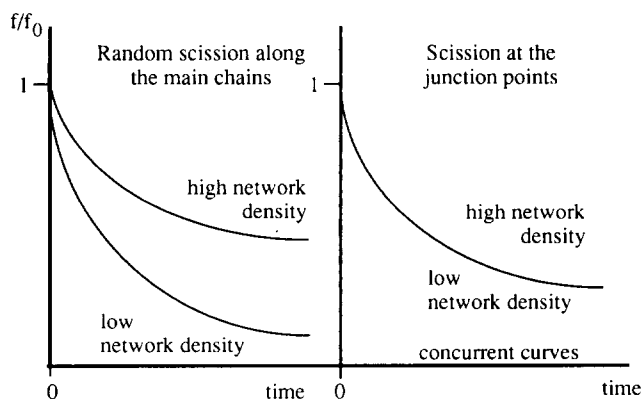 f/f0
Random scission along
the main chains
1
high network
density
low
network density
0
time
Scission at the
junction points
1
high network
density
low
network density
concurrent curves
0
time